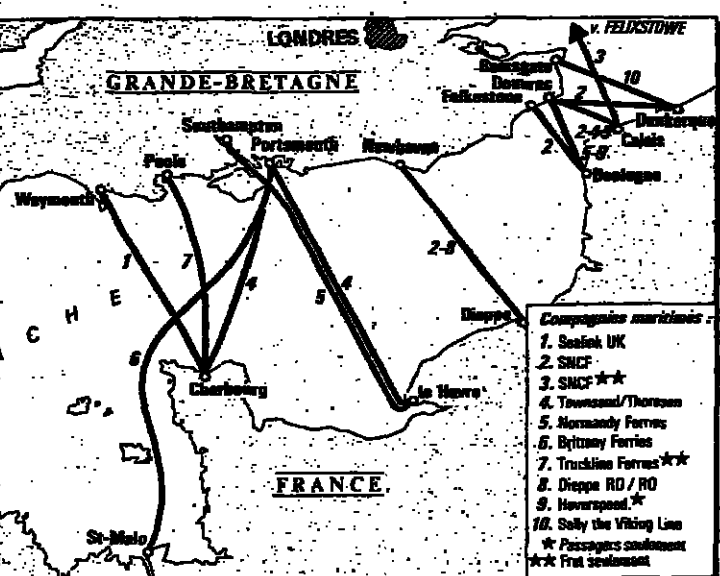 LONDRES
v. FELIXSTOWE
GRANDE-BRETAGNE
Ramsgate
Douvres
Folkestone
3
10
2
Dunkerque
Calais
2
Boulogne
Southampton
Portsmouth
Newhaven
Poole
Weymouth
1
7
4
5
4
2-8
6
C H E
Dieppe
Cherbourg
le Havre
FRANCE
St-Malo
Compagnies maritimes :
1. Sealink UK
2. SNCF
3. SNCF ★★
4. Townsend/Thoresen
5. Normandy Ferries
6. Brittany Ferries
7. Truckline Ferries ★★
8. Dieppe RO / RO
9. Hoverspeed ★
10. Sally the Viking Line
★ Passagers seulement
★★ Fret seulement